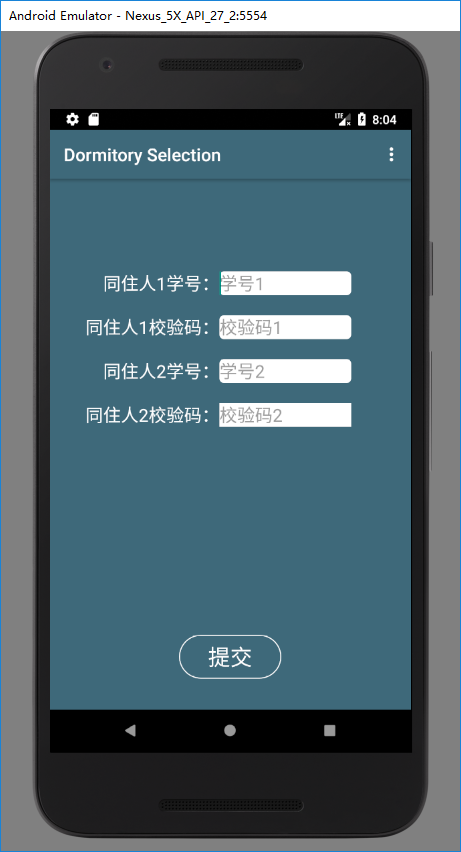 Android Emulator - Nexus_5X_API_27_2:5554
LTE 8:04
Dormitory Selection
同住人1学号: 学号1
同住人1校验码: 校验码1
同住人2学号: 学号2
同住人2校验码: 校验码2
提交